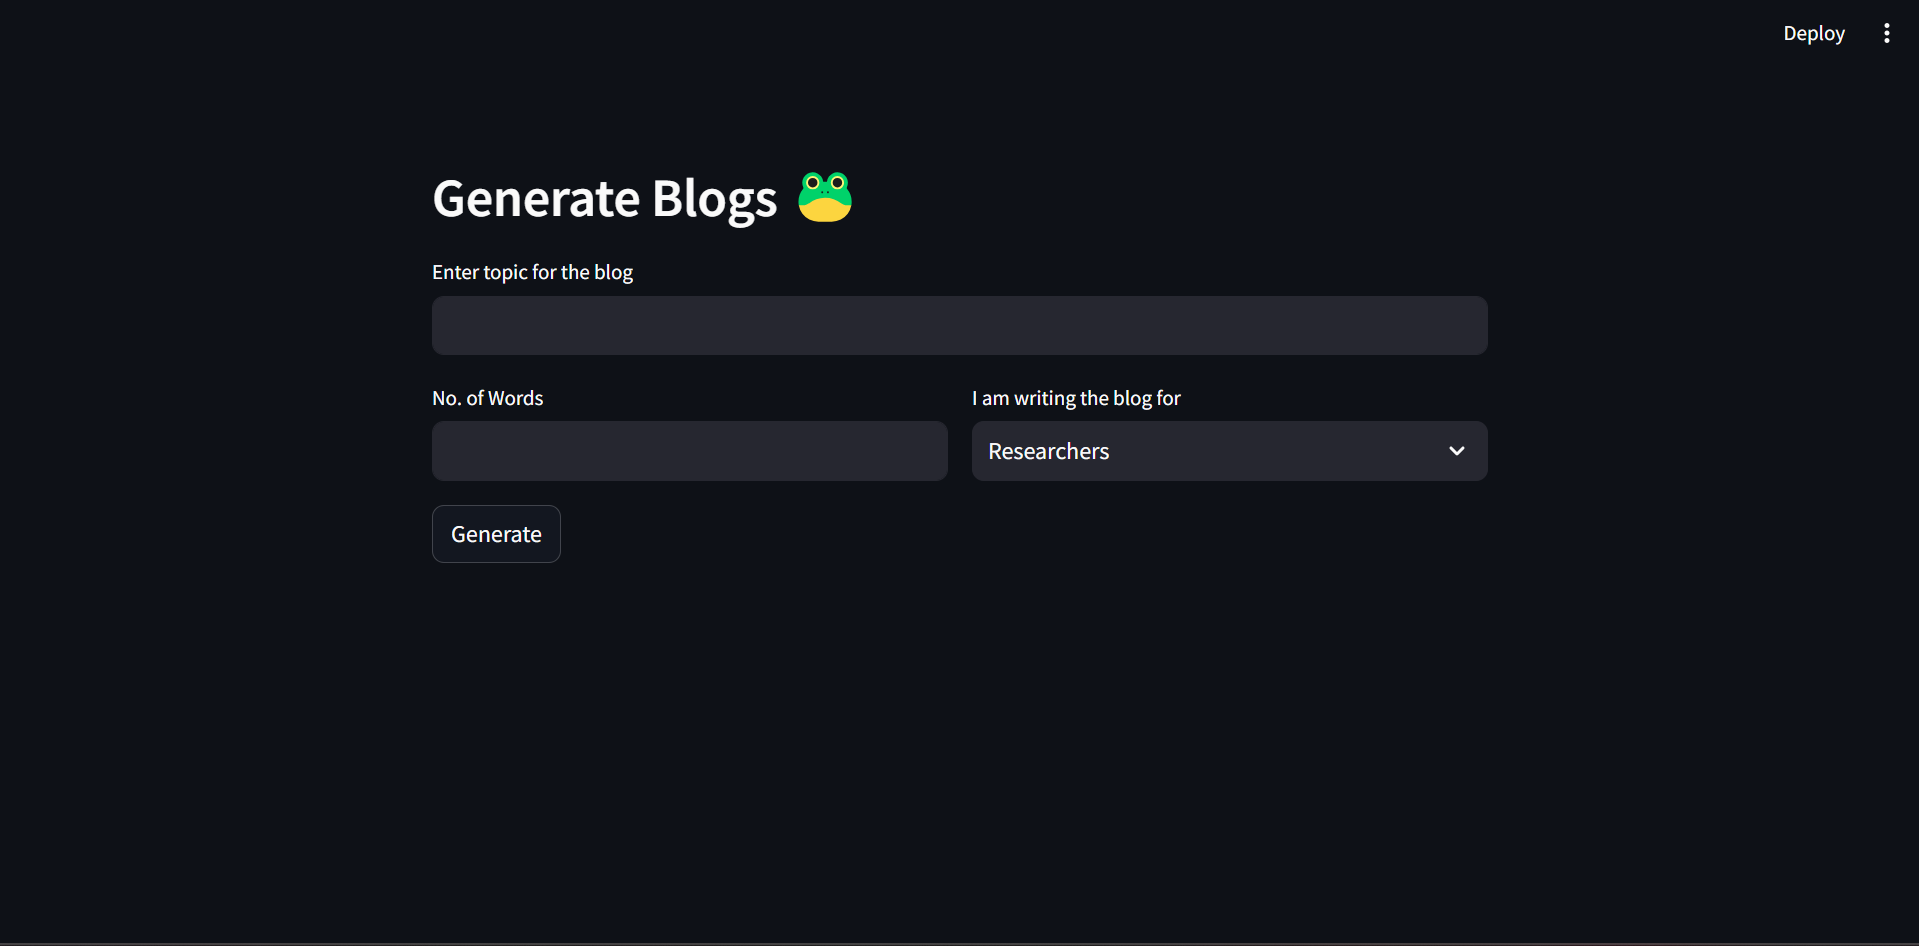 Deploy
Generate Blogs 🐸
Enter topic for the blog
No. of Words
I am writing the blog for
Researchers
Generate